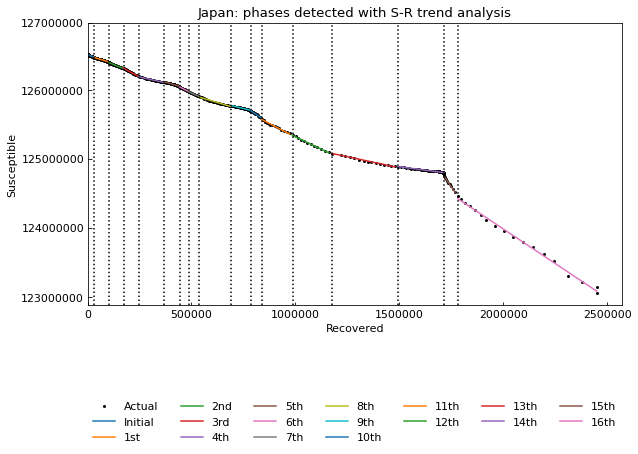 Japan: phases detected with S-R trend analysis
127000000
126000000
125000000
124000000
123000000
Susceptible
0 500000 1000000 1500000 2000000 2500000
Recovered
Actual 2nd 5th 8th 11th 13th 15th
Initial 3rd 6th 9th 12th 14th 16th
1st 4th 7th 10th